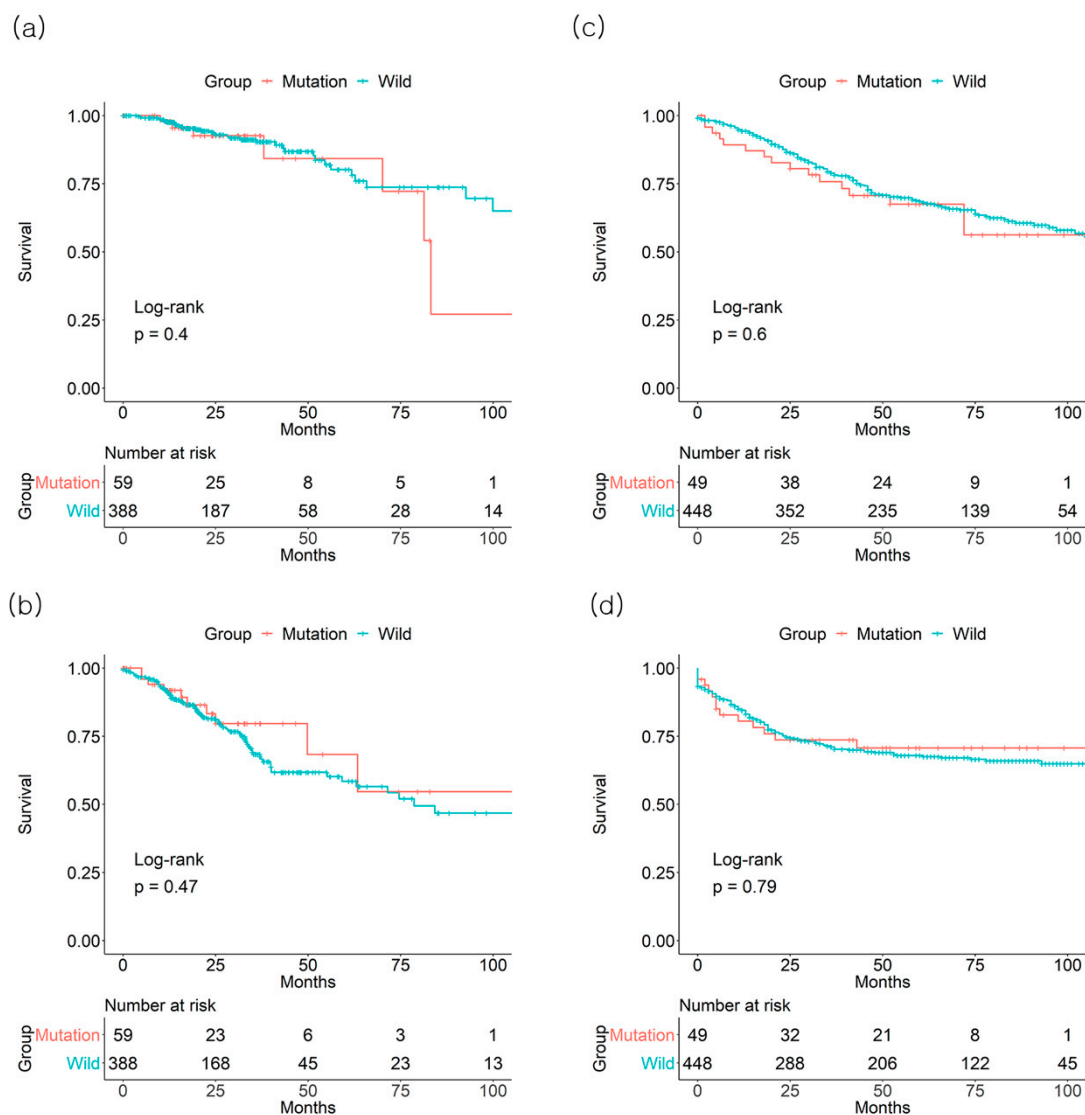 (a)
Group Mutation Wild
1.00
0.75
0.50
0.25
0.00
Survival
Log-rank
p = 0.4
0 25 50 75 100
Months
Number at risk
Group
Mutation 59 25 8 5 1
Wild 388 187 58 28 14
0 25 50 75 100
Months
(c)
Group Mutation Wild
1.00
0.75
0.50
0.25
0.00
Survival
Log-rank
p = 0.6
0 25 50 75 100
Months
Number at risk
Group
Mutation 49 38 24 9 1
Wild 448 352 235 139 54
0 25 50 75 100
Months
(b)
Group Mutation Wild
1.00
0.75
0.50
0.25
0.00
Survival
Log-rank
p = 0.47
0 25 50 75 100
Months
Number at risk
Group
Mutation 59 23 6 3 1
Wild 388 168 45 23 13
0 25 50 75 100
Months
(d)
Group Mutation Wild
1.00
0.75
0.50
0.25
0.00
Survival
Log-rank
p = 0.79
0 25 50 75 100
Months
Number at risk
Group
Mutation 49 32 21 8 1
Wild 448 288 206 122 45
0 25 50 75 100
Months